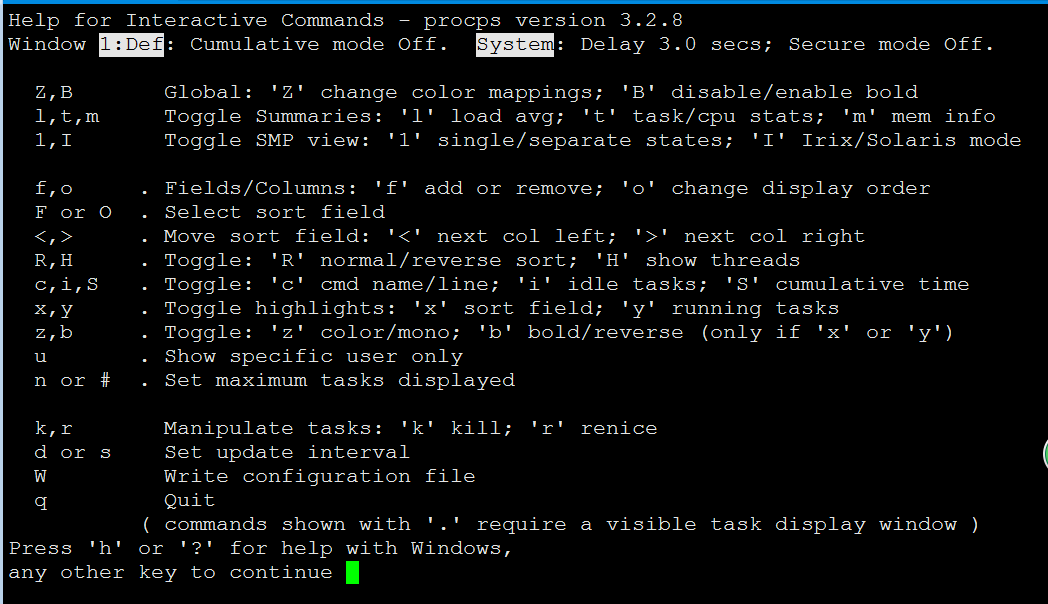 Help for Interactive Commands - procps version 3.2.8
Window 1:Def: Cumulative mode Off.  System: Delay 3.0 secs; Secure mode Off.

  Z,B       Global: 'Z' change color mappings; 'B' disable/enable bold
  l,t,m     Toggle Summaries: 'l' load avg; 't' task/cpu stats; 'm' mem info
  1,I       Toggle SMP view: '1' single/separate states; 'I' Irix/Solaris mode

  f,o     . Fields/Columns: 'f' add or remove; 'o' change display order
  F or O  . Select sort field
  <,>     . Move sort field: '<' next col left; '>' next col right
  R,H     . Toggle: 'R' normal/reverse sort; 'H' show threads
  c,i,S   . Toggle: 'c' cmd name/line; 'i' idle tasks; 'S' cumulative time
  x,y     . Toggle highlights: 'x' sort field; 'y' running tasks
  z,b     . Toggle: 'z' color/mono; 'b' bold/reverse (only if 'x' or 'y')
  u       . Show specific user only
  n or #  . Set maximum tasks displayed

  k,r       Manipulate tasks: 'k' kill; 'r' renice
  d or s    Set update interval
  W         Write configuration file
  q         Quit
          ( commands shown with '.' require a visible task display window )
Press 'h' or '?' for help with Windows,
any other key to continue